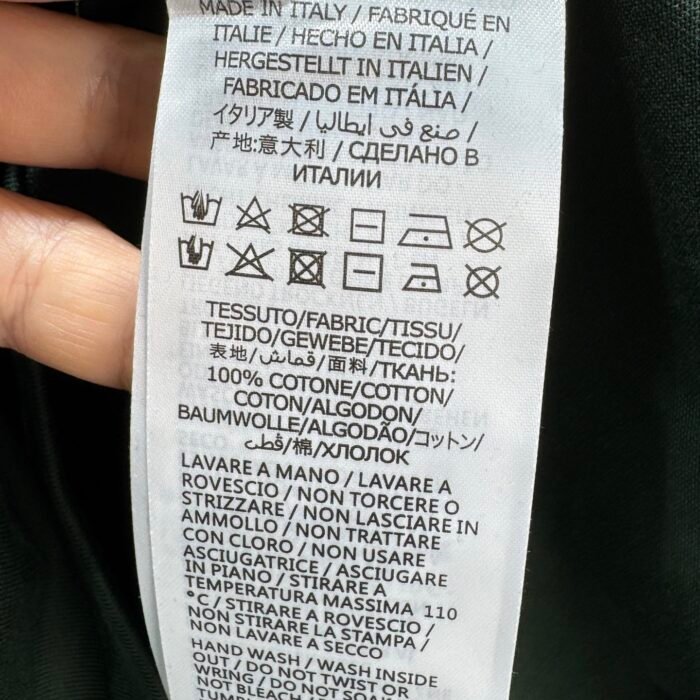 MADE IN ITALY / FABRIQUÉ EN
ITALIE / HECHO EN ITALIA /
HERGESTELLT IN ITALIEN /
FABRICADO EM ITÁLIA /
イタリア製 / صنع في ايطاليا /
产地:意大利 / СДЕЛАНО В
ИТАЛИИ
TESSUTO/FABRIC/TISSU/
TEJIDO/GEWEBE/TECIDO/
表地/قماش/面料/ТКАНЬ:
100% COTONE/COTTON/
COTON/ALGODON/
BAUMWOLLE/ALGODÃO/コットン/
قطن/棉/ХЛОПОК
LAVARE A MANO / LAVARE A
ROVESCIO / NON TORCERE O
STRIZZARE / NON LASCIARE IN
AMMOLLO / NON TRATTARE
CON CLORO / NON USARE
ASCIUGATRICE / ASCIUGARE
IN PIANO / STIRARE A
TEMPERATURA MASSIMA 110
°C / STIRARE A ROVESCIO /
NON STIRARE LA STAMPA /
NON LAVARE A SECCO
HAND WASH / WASH INSIDE
OUT / DO NOT TWIST OR
WRING / DO NOT SOAK
NOT BLEACH